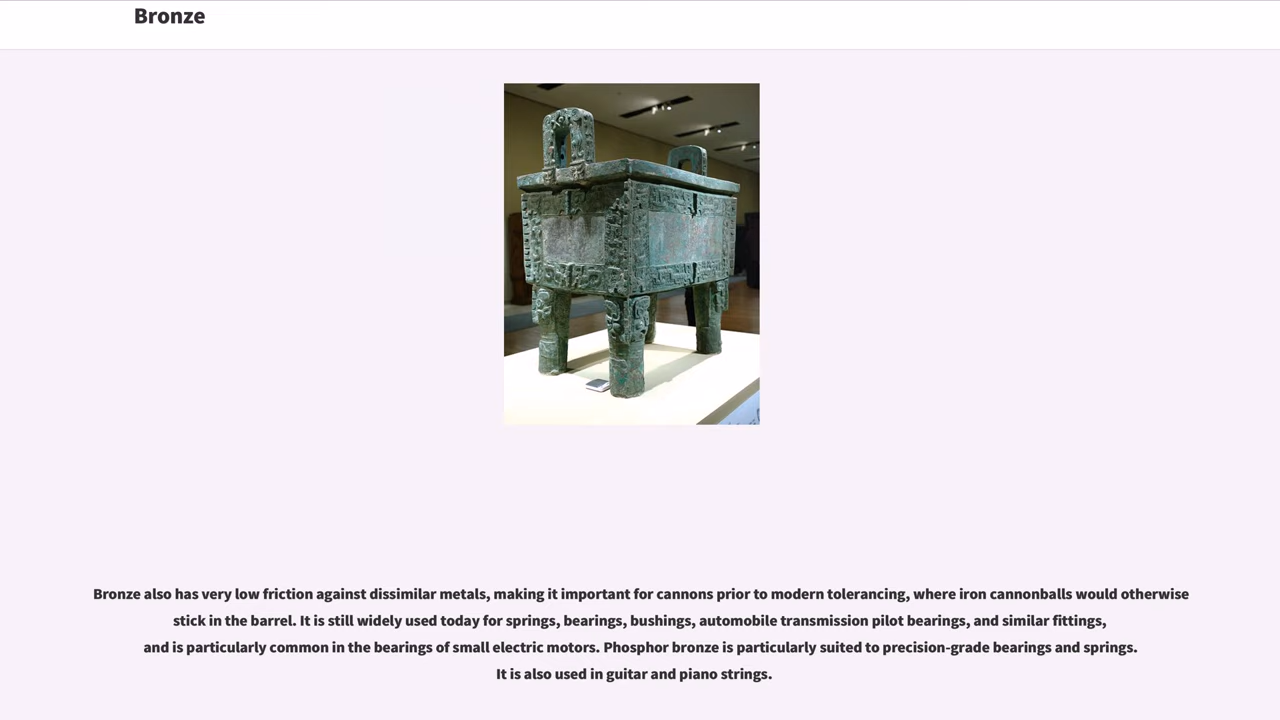 Bronze
Bronze also has very low friction against dissimilar metals, making it important for cannons prior to modern tolerancing, where iron cannonballs would otherwise
stick in the barrel. It is still widely used today for springs, bearings, bushings, automobile transmission pilot bearings, and similar fittings,
and is particularly common in the bearings of small electric motors. Phosphor bronze is particularly suited to precision-grade bearings and springs.
It is also used in guitar and piano strings.